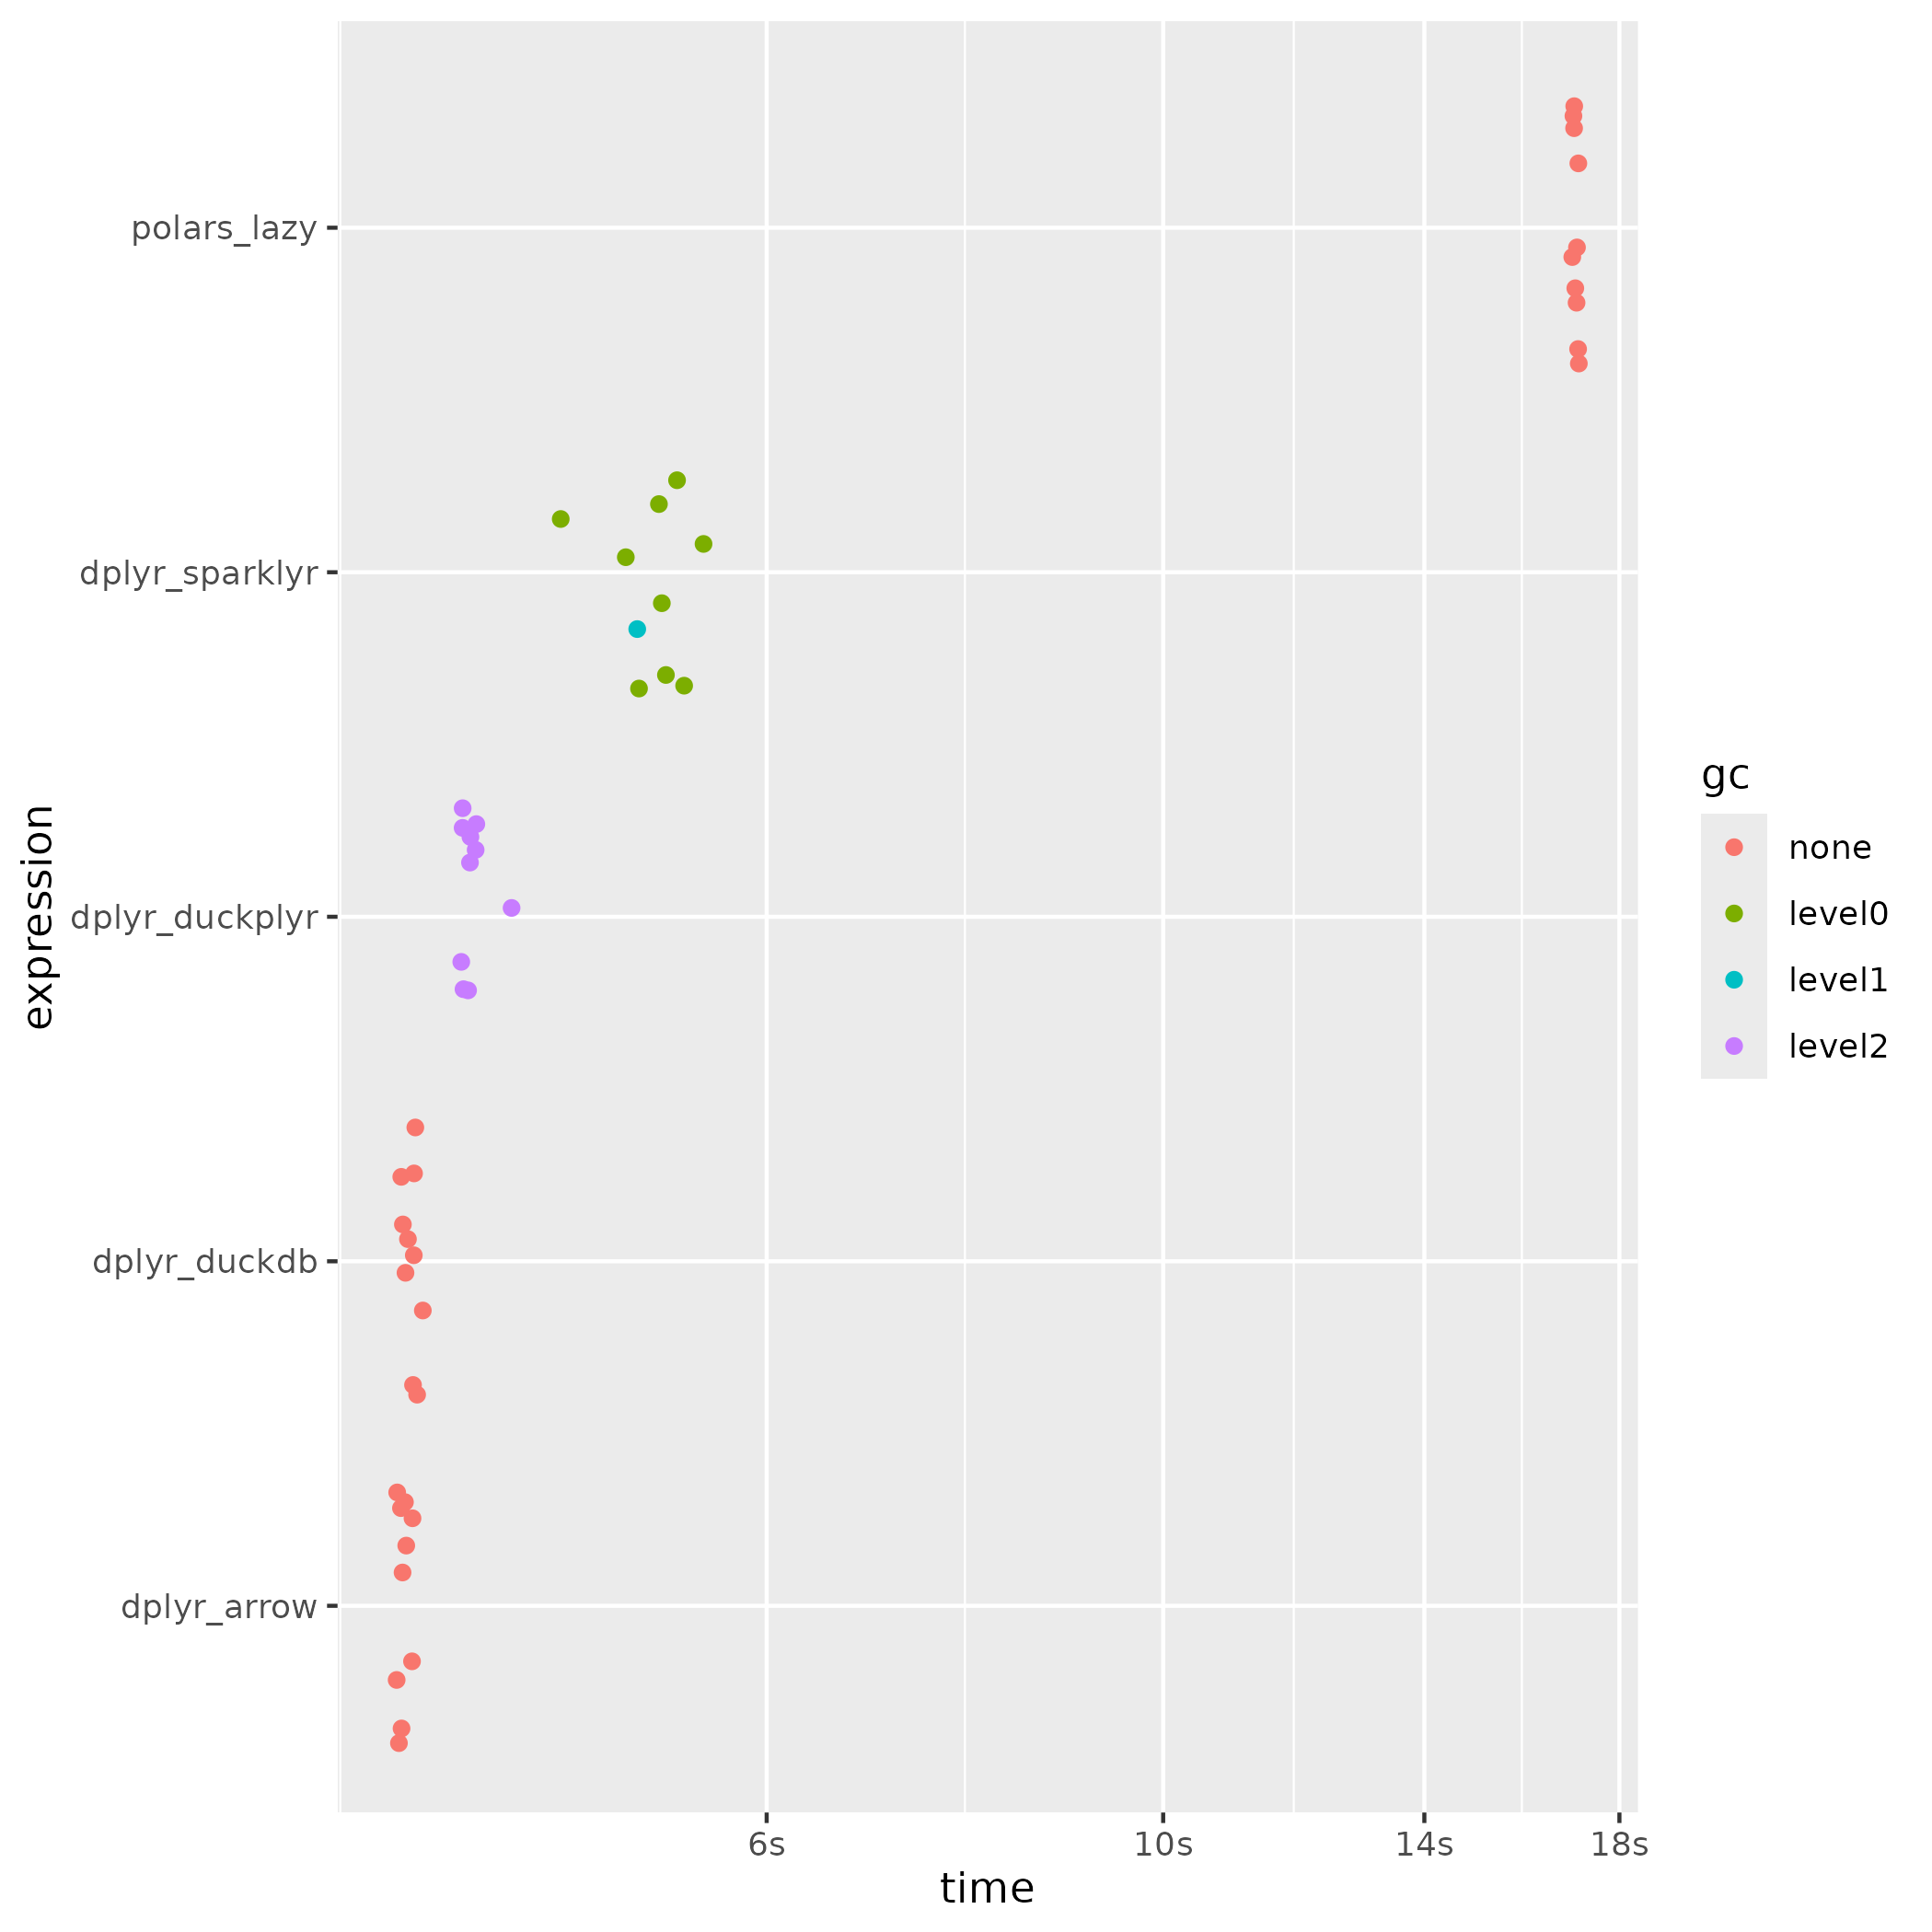 polars_lazy
dplyr_sparklyr
dplyr_duckplyr
dplyr_duckdb
dplyr_arrow
expression
6s
10s
14s
18s
time
gc
none
level0
level1
level2